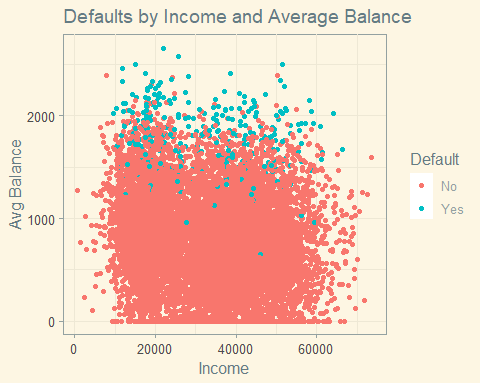 Defaults by Income and Average Balance
Avg Balance
2000
1000
0
0
20000
40000
60000
Income
Default
No
Yes